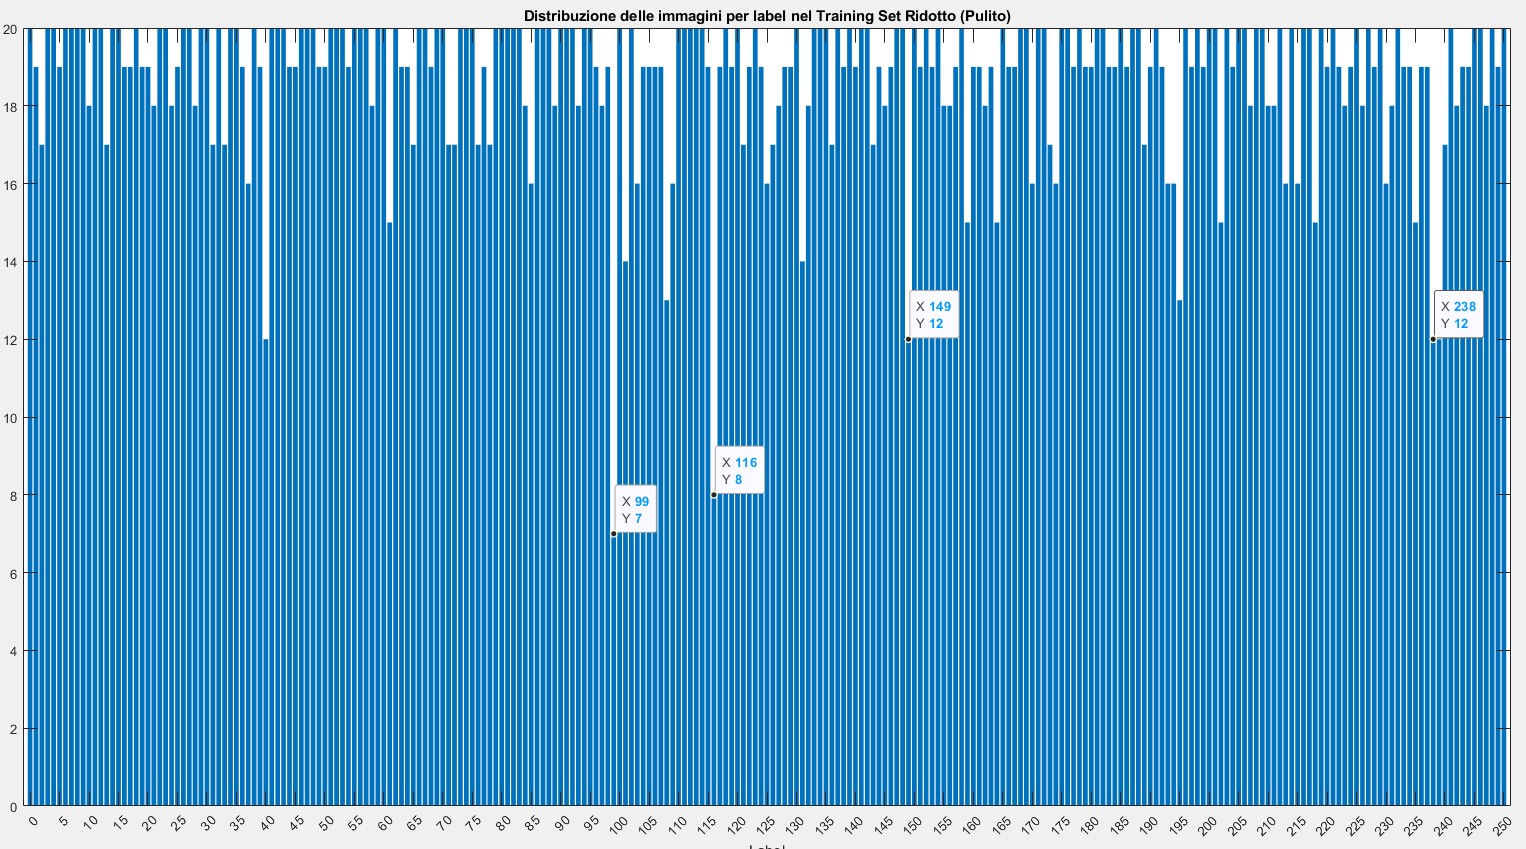 Distribuzione delle immagini per label nel Training Set Ridotto (Pulito)
20
18
16
14
12
10
8
6
4
2
0
X 149
Y 12
X 238
Y 12
X 116
Y 8
X 99
Y 7
0 5 10 15 20 25 30 35 40 45 50 55 60 65 70 75 80 85 90 95 100 105 110 115 120 125 130 135 140 145 150 155 160 165 170 175 180 185 190 195 200 205 210 215 220 225 230 235 240 245 250
Label